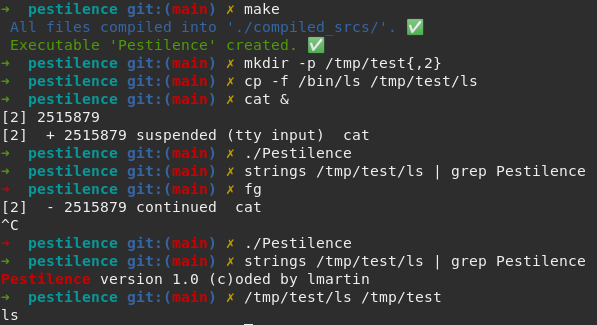 ➜  pestilence git:(main) ✗ make
 All files compiled into './compiled_srcs/'. ✅
 Executable 'Pestilence' created. ✅
➜  pestilence git:(main) ✗ mkdir -p /tmp/test{,2}
➜  pestilence git:(main) ✗ cp -f /bin/ls /tmp/test/ls
➜  pestilence git:(main) ✗ cat &
[2] 2515879
[2]  + 2515879 suspended (tty input)  cat
➜  pestilence git:(main) ✗ ./Pestilence
➜  pestilence git:(main) ✗ strings /tmp/test/ls | grep Pestilence
➜  pestilence git:(main) ✗ fg
[2]  - 2515879 continued  cat
^C
➜  pestilence git:(main) ✗ ./Pestilence
➜  pestilence git:(main) ✗ strings /tmp/test/ls | grep Pestilence
Pestilence version 1.0 (c)oded by lmartin
➜  pestilence git:(main) ✗ /tmp/test/ls /tmp/test
ls